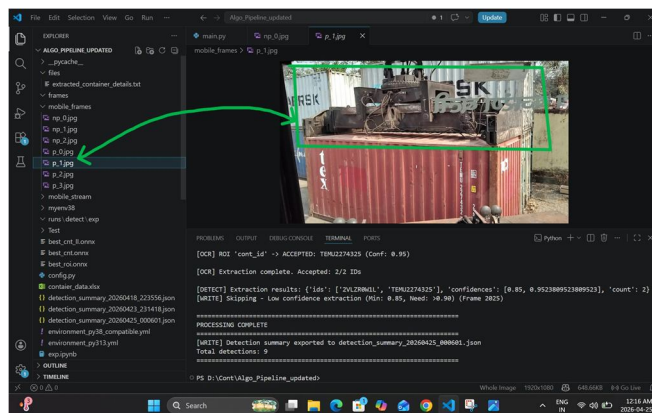 File Edit Selection View Go Run ...
Algo_Pipeline_updated
1
Update
EXPLORER
ALGO_PIPELINE_UPDATED
__pycache__
files
extracted_container_details.txt
frames
mobile_frames
np_0.jpg
np_1.jpg
np_2.jpg
p_0.jpg
p_1.jpg
p_2.jpg
p_3.jpg
mobile_stream
myenv38
runs\detect\exp
Test
best_cnt_ll.onnx
best_cnt.onnx
best_roi.onnx
config.py
contaier_data.xlsx
detection_summary_20260418_223556.json
detection_summary_20260423_231418.json
detection_summary_20260425_000601.json
environment_py38_compatible.yml
environment_py313.yml
exp.ipynb
OUTLINE
TIMELINE
main.py np_0.jpg p_1.jpg
mobile_frames > p_1.jpg
ERSK
SK
tex
PROBLEMS OUTPUT DEBUG CONSOLE TERMINAL PORTS
Python
[OCR] ROI 'cont_id' -> ACCEPTED: TEMU2274325 (Conf: 0.95)
[OCR] Extraction complete. Accepted: 2/2 IDs
[DETECT] Extraction results: {'ids': ['2VLZR0W1L', 'TEMU2274325'], 'confidences': [0.85, 0.9523809523809523], 'count': 2}
[WRITE] Skipping - Low confidence extraction (Min: 0.85, Need: >0.90) (Frame 2025)
PROCESSING COMPLETE
[WRITE] Detection summary exported to detection_summary_20260425_000601.json
Total detections: 9
PS D:\Cont\Algo_Pipeline_updated>
Whole Image 1920x1080 648.66KB Go Live
Search
ENG
IN
12:16 AM